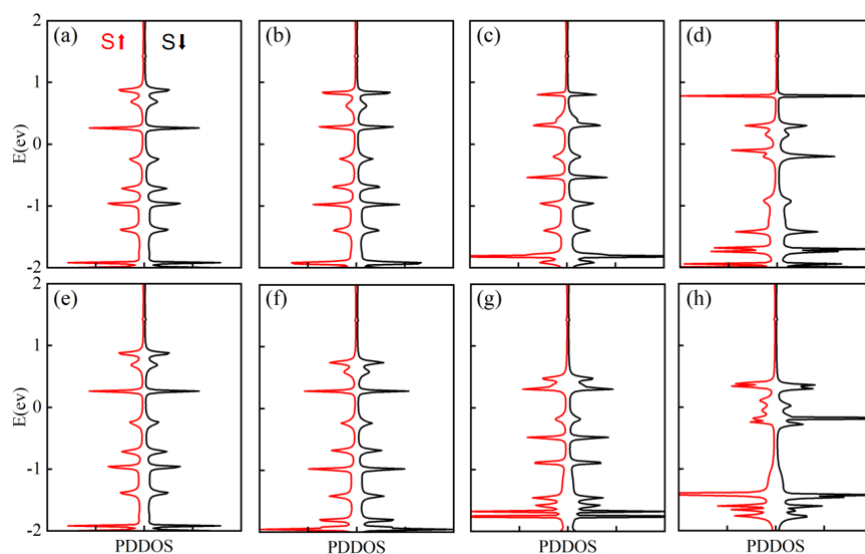 (a) S⬆ S⬇ (b) (c) (d)
2
1
0
-1
-2
E(ev)
(e) (f) (g) (h)
2
1
0
-1
-2
E(ev)
PDDOS PDDOS PDDOS PDDOS